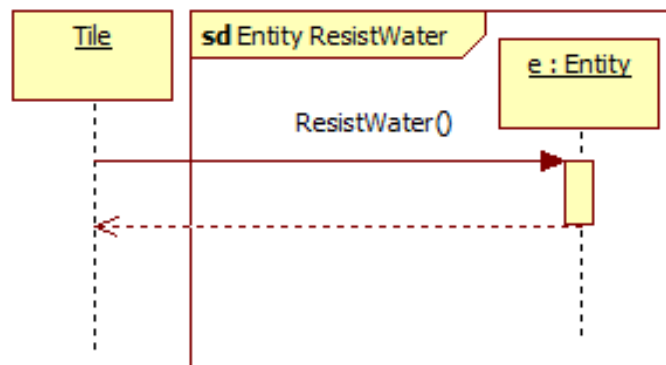 Tile
sd Entity ResistWater
e : Entity
ResistWater()